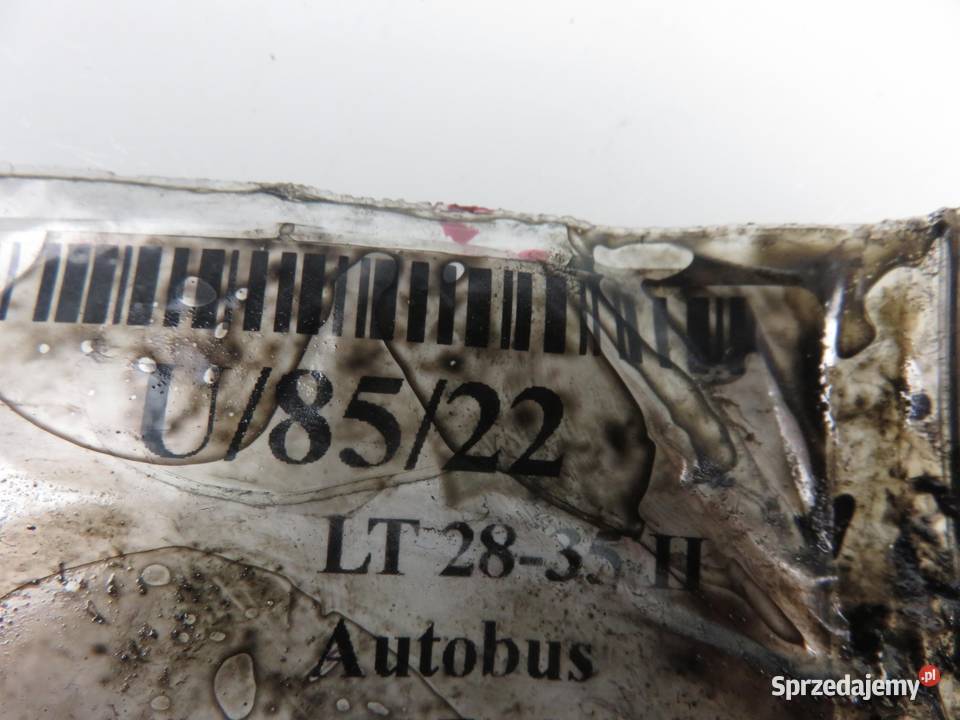 U/85/22
LT 28-35 II
Autobus
Sprzedajemy.pl